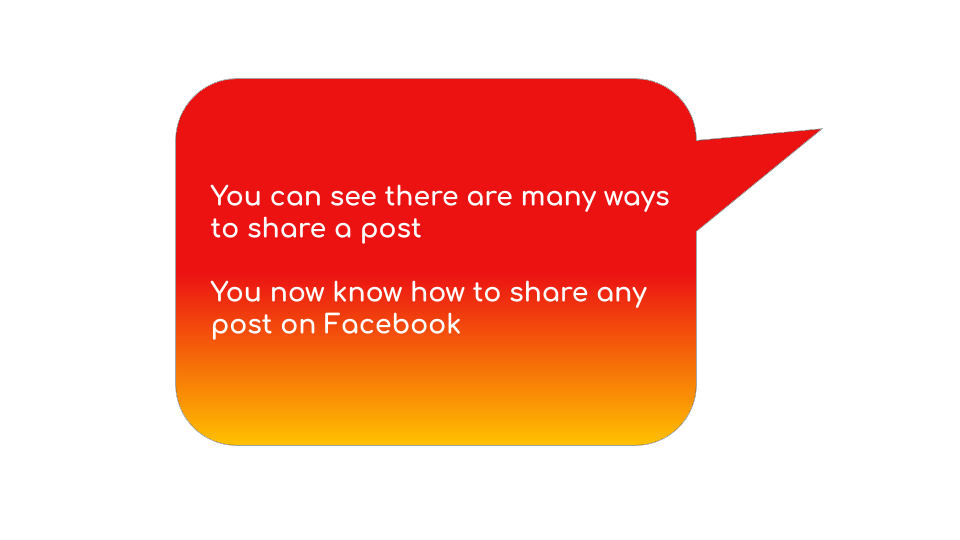 You can see there are many ways
to share a post
You now know how to share any
post on Facebook